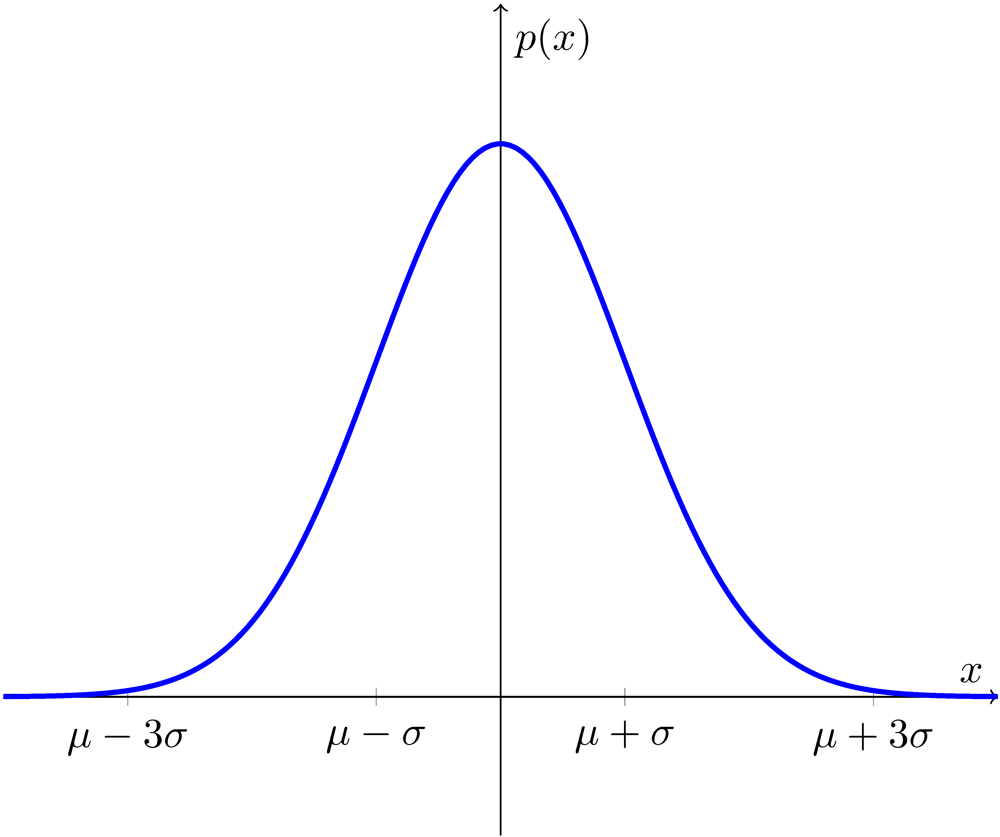 p(x)
x
μ − 3σ
μ − σ
μ + σ
μ + 3σ